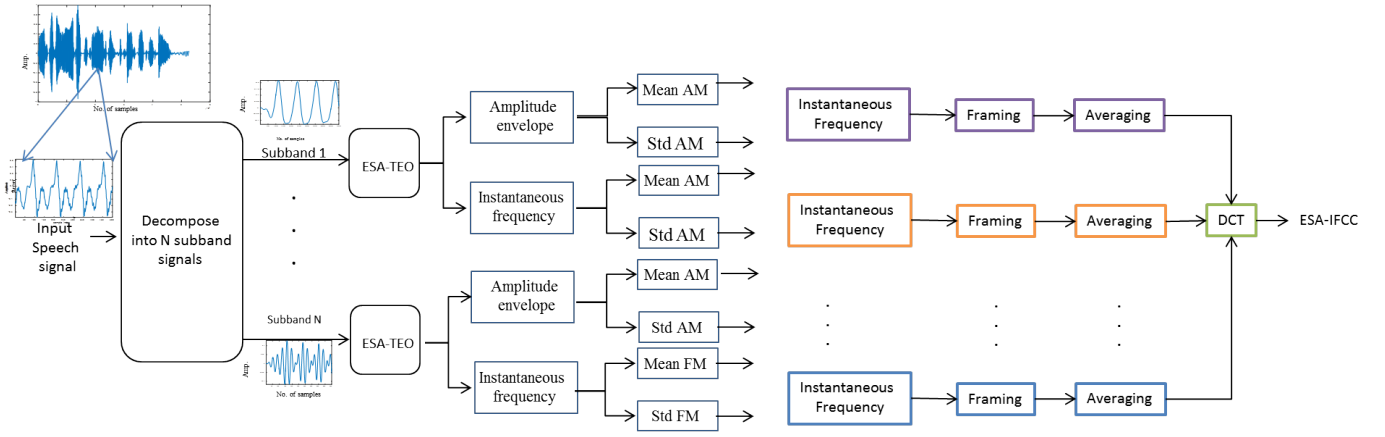 Amp.
No. of samples
Input
Speech
signal
Decompose
into N subband
signals
Amp.
No. of samples
Subband 1
Subband N
Amp.
No. of samples
ESA-TEO
ESA-TEO
Amplitude
envelope
Instantaneous
frequency
Amplitude
envelope
Instantaneous
frequency
Mean AM
Std AM
Mean AM
Std AM
Mean AM
Std AM
Mean FM
Std FM
Instantaneous
Frequency
Framing
Averaging
Instantaneous
Frequency
Framing
Averaging
DCT
ESA-IFCC
Instantaneous
Frequency
Framing
Averaging